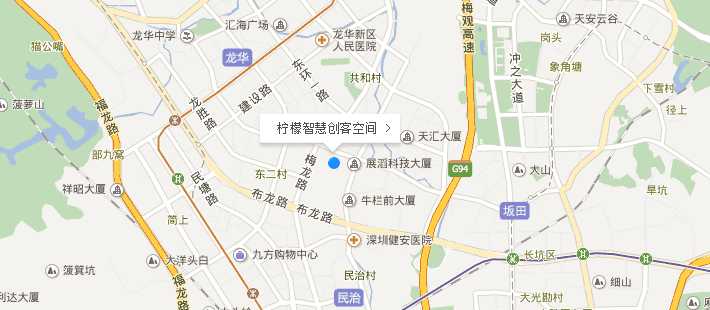 汇海广场
龙华中学
龙华新区
人民医院
天安云谷
岗头
猫公嘴
龙华
东环一路
共和村
梅观高速
冲之大道
象角塘
下雪村
径上
菠萝山
福龙路
龙胜路
建设路
柠檬智慧创客空间
天汇大厦
部九窝
民塘路
东二村
梅龙路
展滔科技大厦
G94
大山
旱坑
祥昭大厦
简上
布龙路
布龙路
牛栏前大厦
坂田
深圳健安医院
大洋头白
九方购物中心
长坑区
菠箕坑
福龙路
民治村
细山
利达大厦
民治
大光勘村